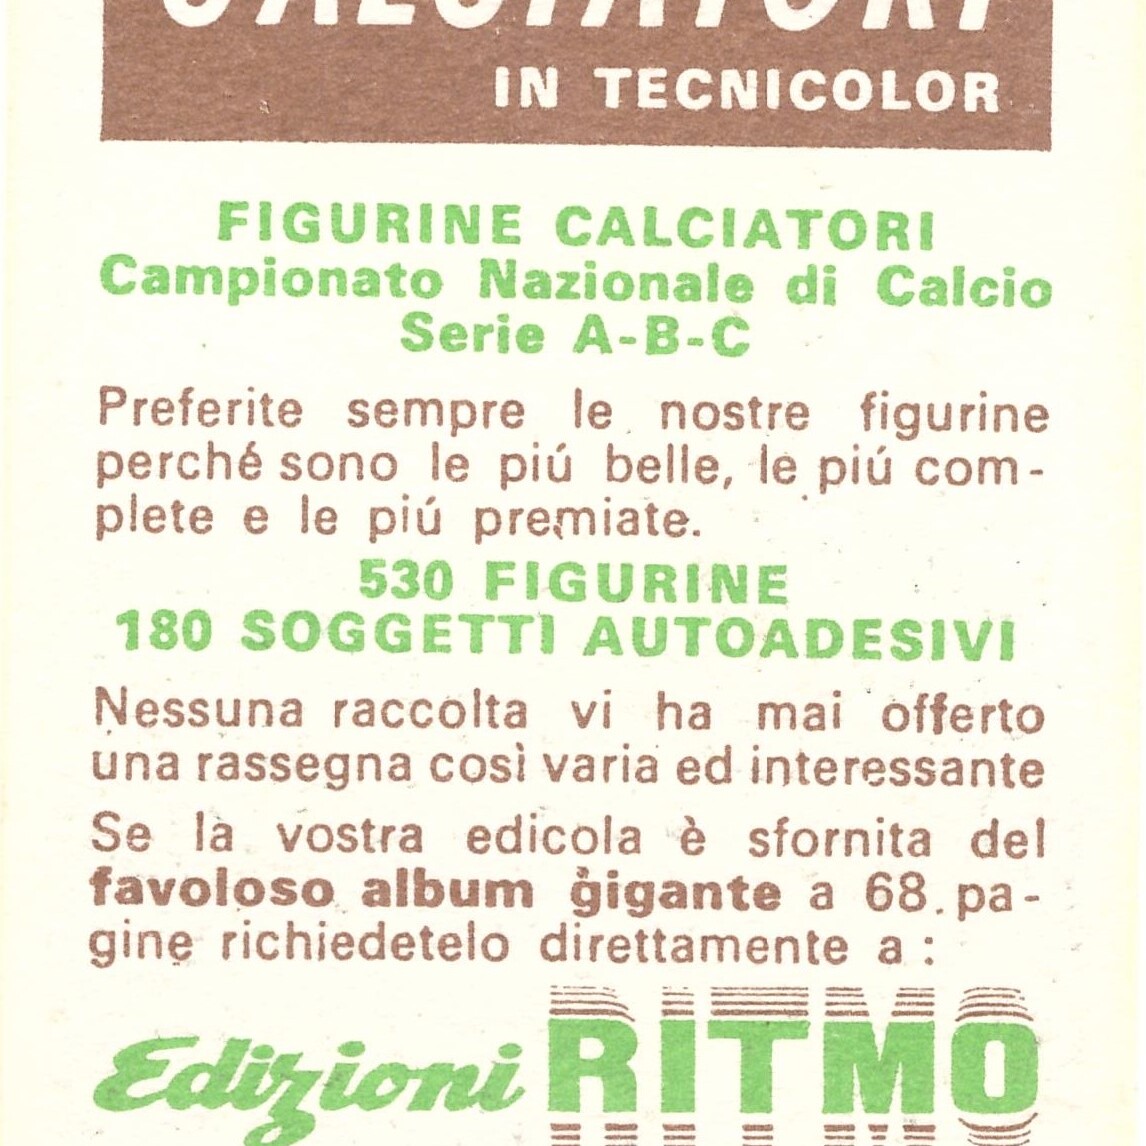 CALCIATORI
IN TECNICOLOR
FIGURINE CALCIATORI
Campionato Nazionale di Calcio
Serie A-B-C
Preferite sempre le nostre figurine
perché sono le piú belle, le piú com-
plete e le piú premiate.
530 FIGURINE
180 SOGGETTI AUTOADESIVI
Nessuna raccolta vi ha mai offerto
una rassegna così varia ed interessante
Se la vostra edicola è sfornita del
favoloso album gigante a 68 pa-
gine richiedetelo direttamente a :
Edizioni RITMO